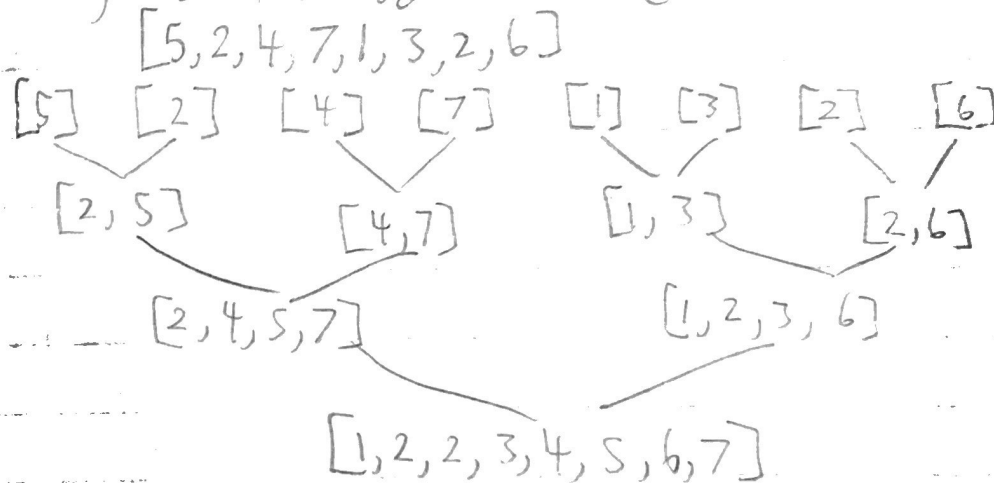 [5,2,4,7,1,3,2,6]
[5] [2] [4] [7] [1] [3] [2] [6]
[2,5] [4,7] [1,3] [2,6]
[2,4,5,7] [1,2,3,6]
[1,2,2,3,4,5,6,7]